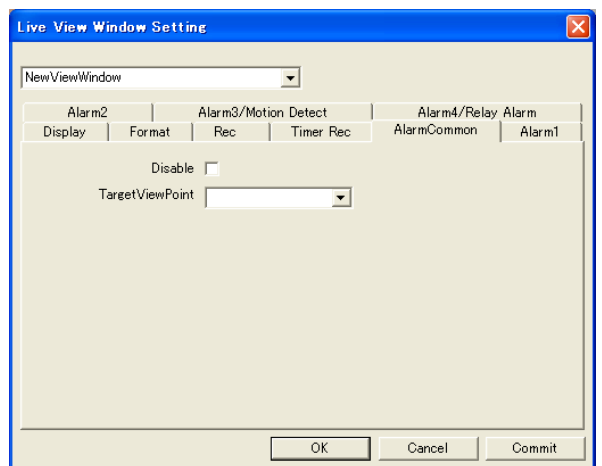 Live View Window Setting
NewViewWindow
Alarm2 Alarm3/Motion Detect Alarm4/Relay Alarm
Display Format Rec Timer Rec AlarmCommon Alarm1
Disable
TargetViewPoint
OK Cancel Commit